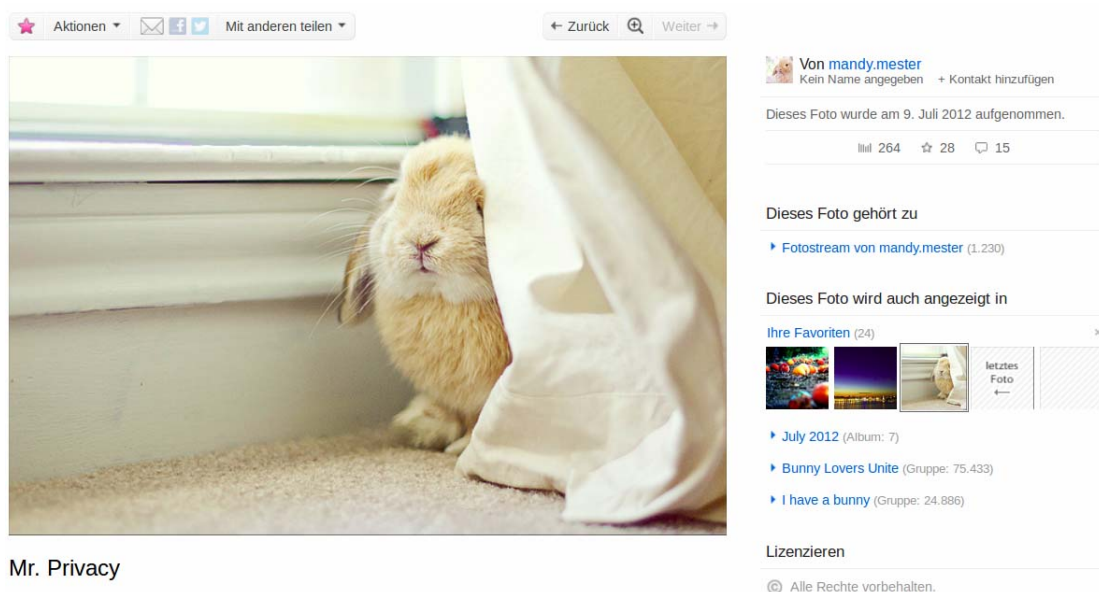 Aktionen Mit anderen teilen ← Zurück Weiter →
Von mandy.mester
Kein Name angegeben + Kontakt hinzufügen
Dieses Foto wurde am 9. Juli 2012 aufgenommen.
264 28 15
Dieses Foto gehört zu
Fotostream von mandy.mester (1.230)
Dieses Foto wird auch angezeigt in
Ihre Favoriten (24)
letztes
Foto
←
July 2012 (Album: 7)
Bunny Lovers Unite (Gruppe: 75.433)
I have a bunny (Gruppe: 24.886)
Lizenzieren
© Alle Rechte vorbehalten.
Mr. Privacy